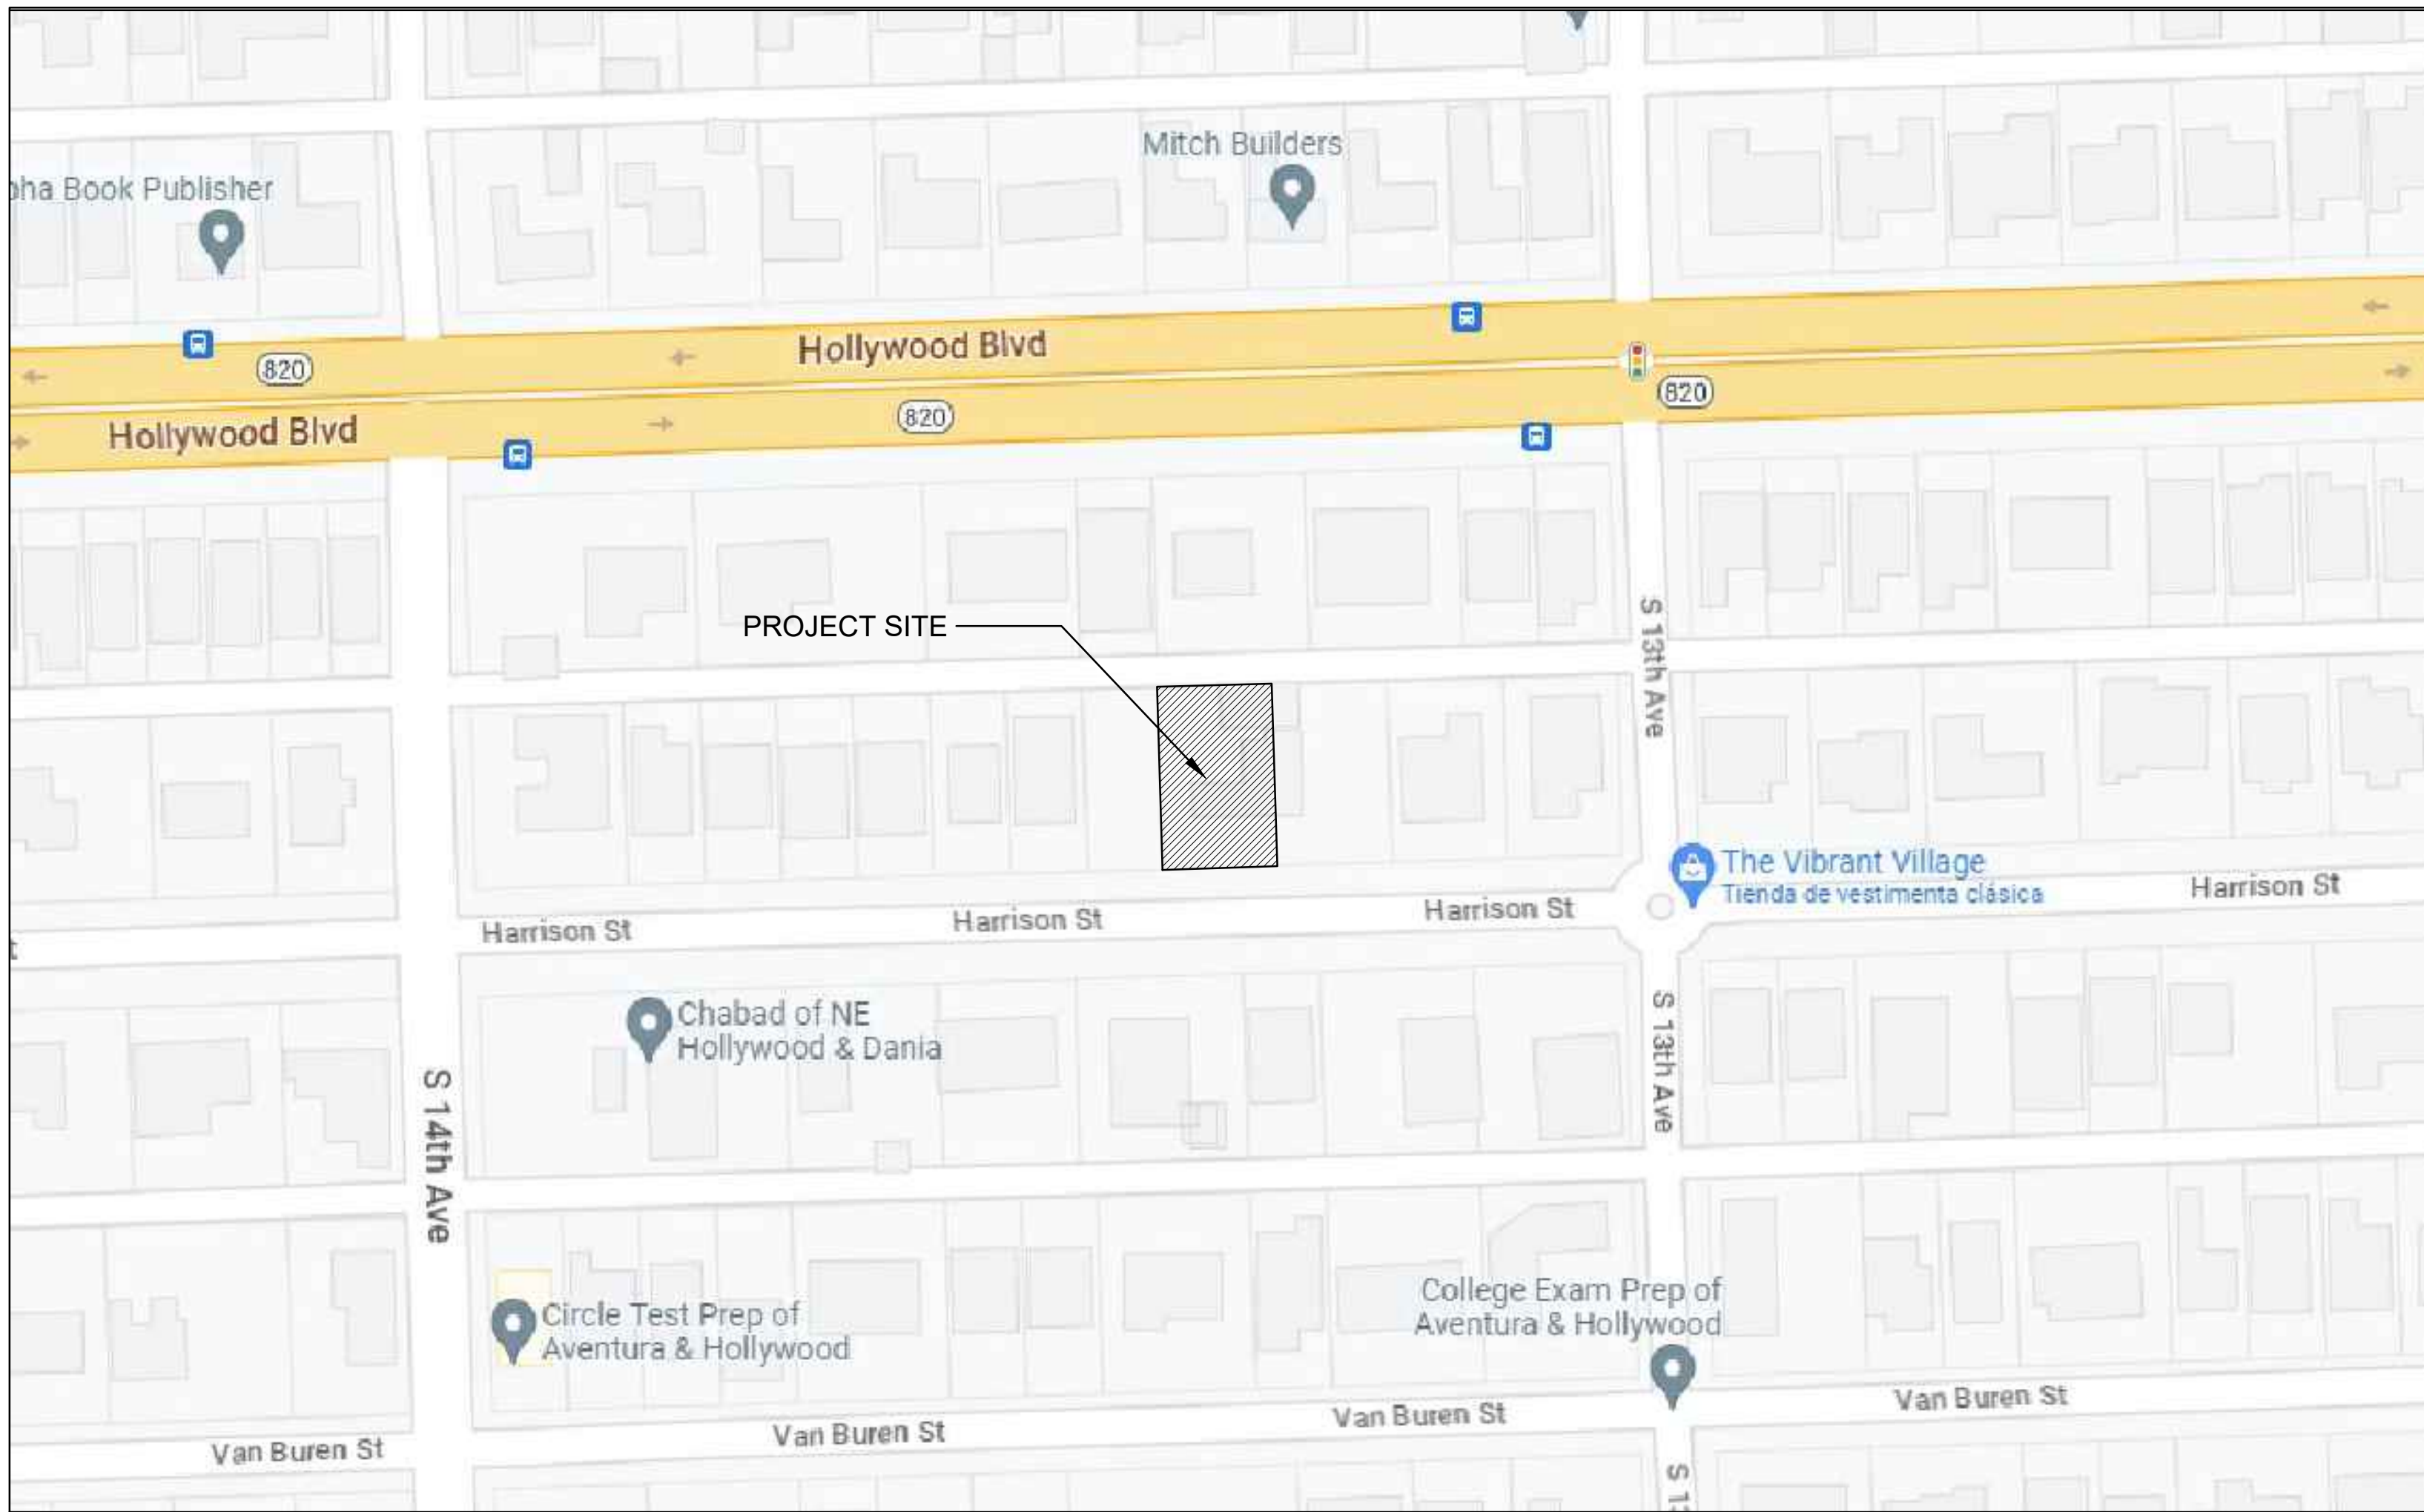 Mitch Builders
Book Publisher
Hollywood Blvd
820
820
820
Hollywood Blvd
PROJECT SITE
S 13th Ave
The Vibrant Village
Tienda de vestimenta clásica
Harrison St
Harrison St
Harrison St
Harrison St
Chabad of NE
Hollywood & Dania
S 13th Ave
S 14th Ave
College Exam Prep of
Aventura & Hollywood
Circle Test Prep of
Aventura & Hollywood
Van Buren St
Van Buren St
Van Buren St
Van Buren St